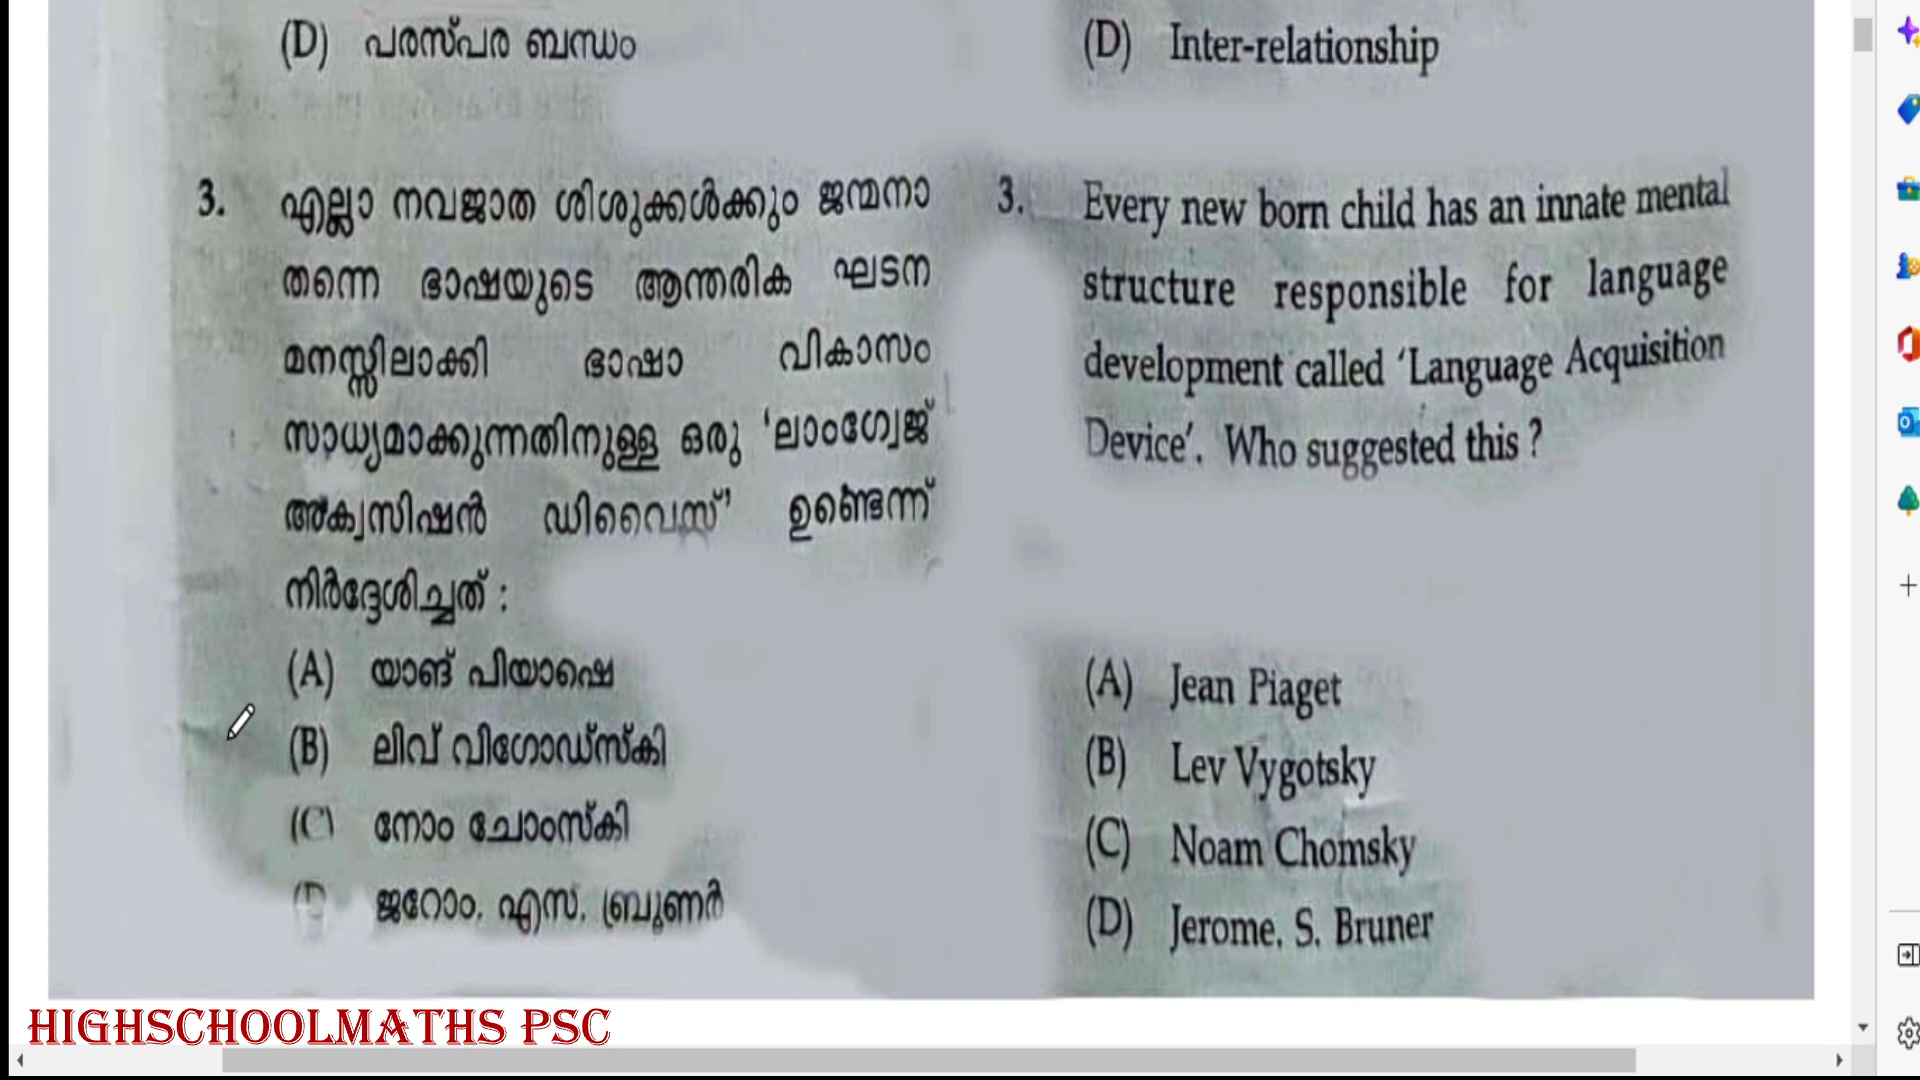 (D) പരസ്പര ബന്ധം
(D) Inter-relationship
3. എല്ലാ നവജാത ശിശുക്കൾക്കും ജന്മനാ
തന്നെ ഭാഷയുടെ ആന്തരിക ഘടന
മനസ്സിലാക്കി ഭാഷാ വികാസം
സാധ്യമാക്കുന്നതിനുള്ള ഒരു 'ലാംഗ്വേജ്
അക്വസിഷൻ ഡിവൈസ്' ഉണ്ടെന്ന്
നിർദ്ദേശിച്ചത് :
(A) യാങ് പിയാഷെ
(B) ലിവ് വിഗോഡ്സ്കി
(C) നോം ചോംസ്കി
(D ജറോം. എസ്. ബ്രൂണർ
3. Every new born child has an innate mental
structure responsible for language
development called 'Language Acquisition
Device'. Who suggested this ?
(A) Jean Piaget
(B) Lev Vygotsky
(C) Noam Chomsky
(D) Jerome. S. Bruner
HIGHSCHOOLMATHS PSC